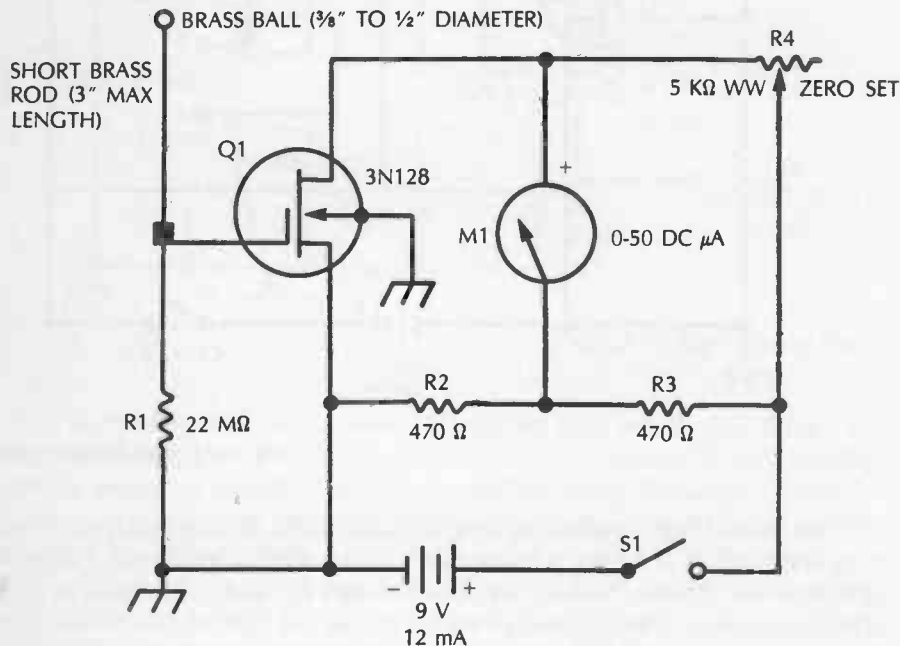 BRASS BALL (⅜" TO ½" DIAMETER)
SHORT BRASS
ROD (3" MAX
LENGTH)
R4
5 KΩ WW
ZERO SET
Q1
3N128
+
M1
0-50 DC μA
R1
22 MΩ
R2
470 Ω
R3
470 Ω
S1
− +
9 V
12 mA